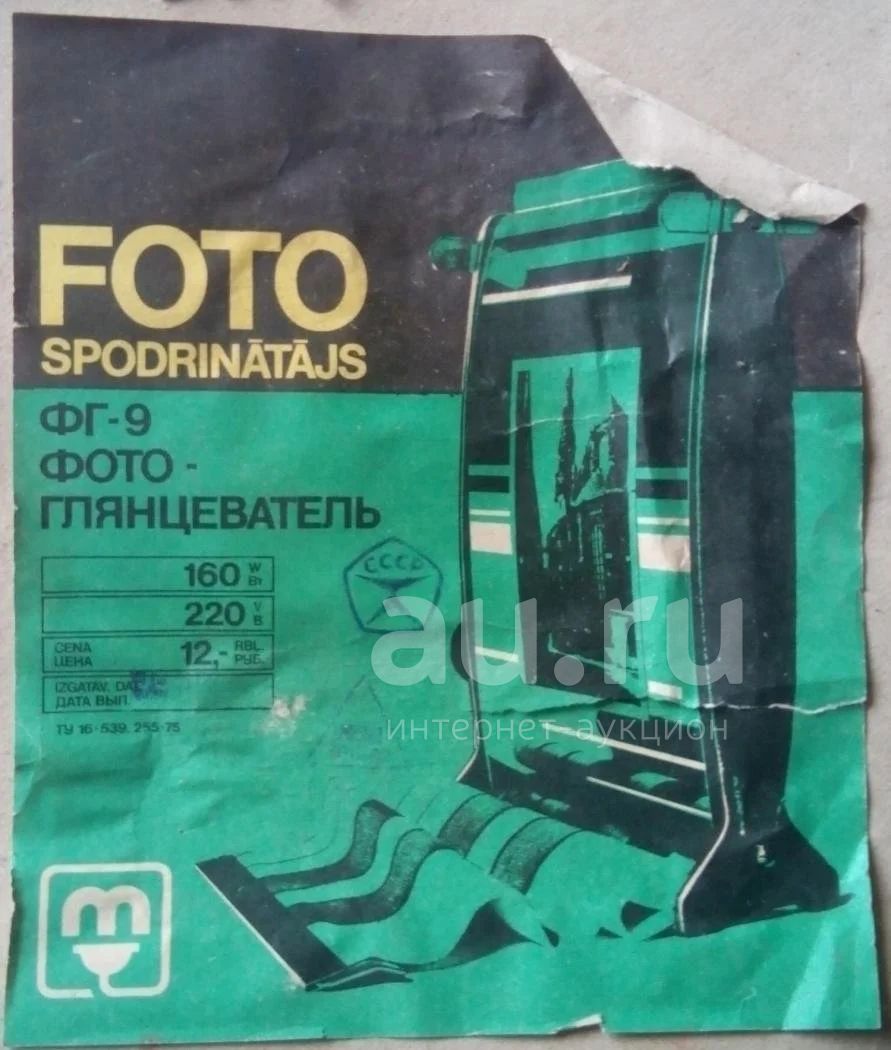 FOTO
SPODRINĀTĀJS
ФГ-9
ФОТО-
ГЛЯНЦЕВАТЕЛЬ
160 W Вт
220 V В
CENA ЦЕНА 12,- RBL. РУБ.
IZGATAV. DAT.
ДАТА ВЫП.
ТУ 16-539. 255-75
СССР
m
au.ru
интернет-аукцион